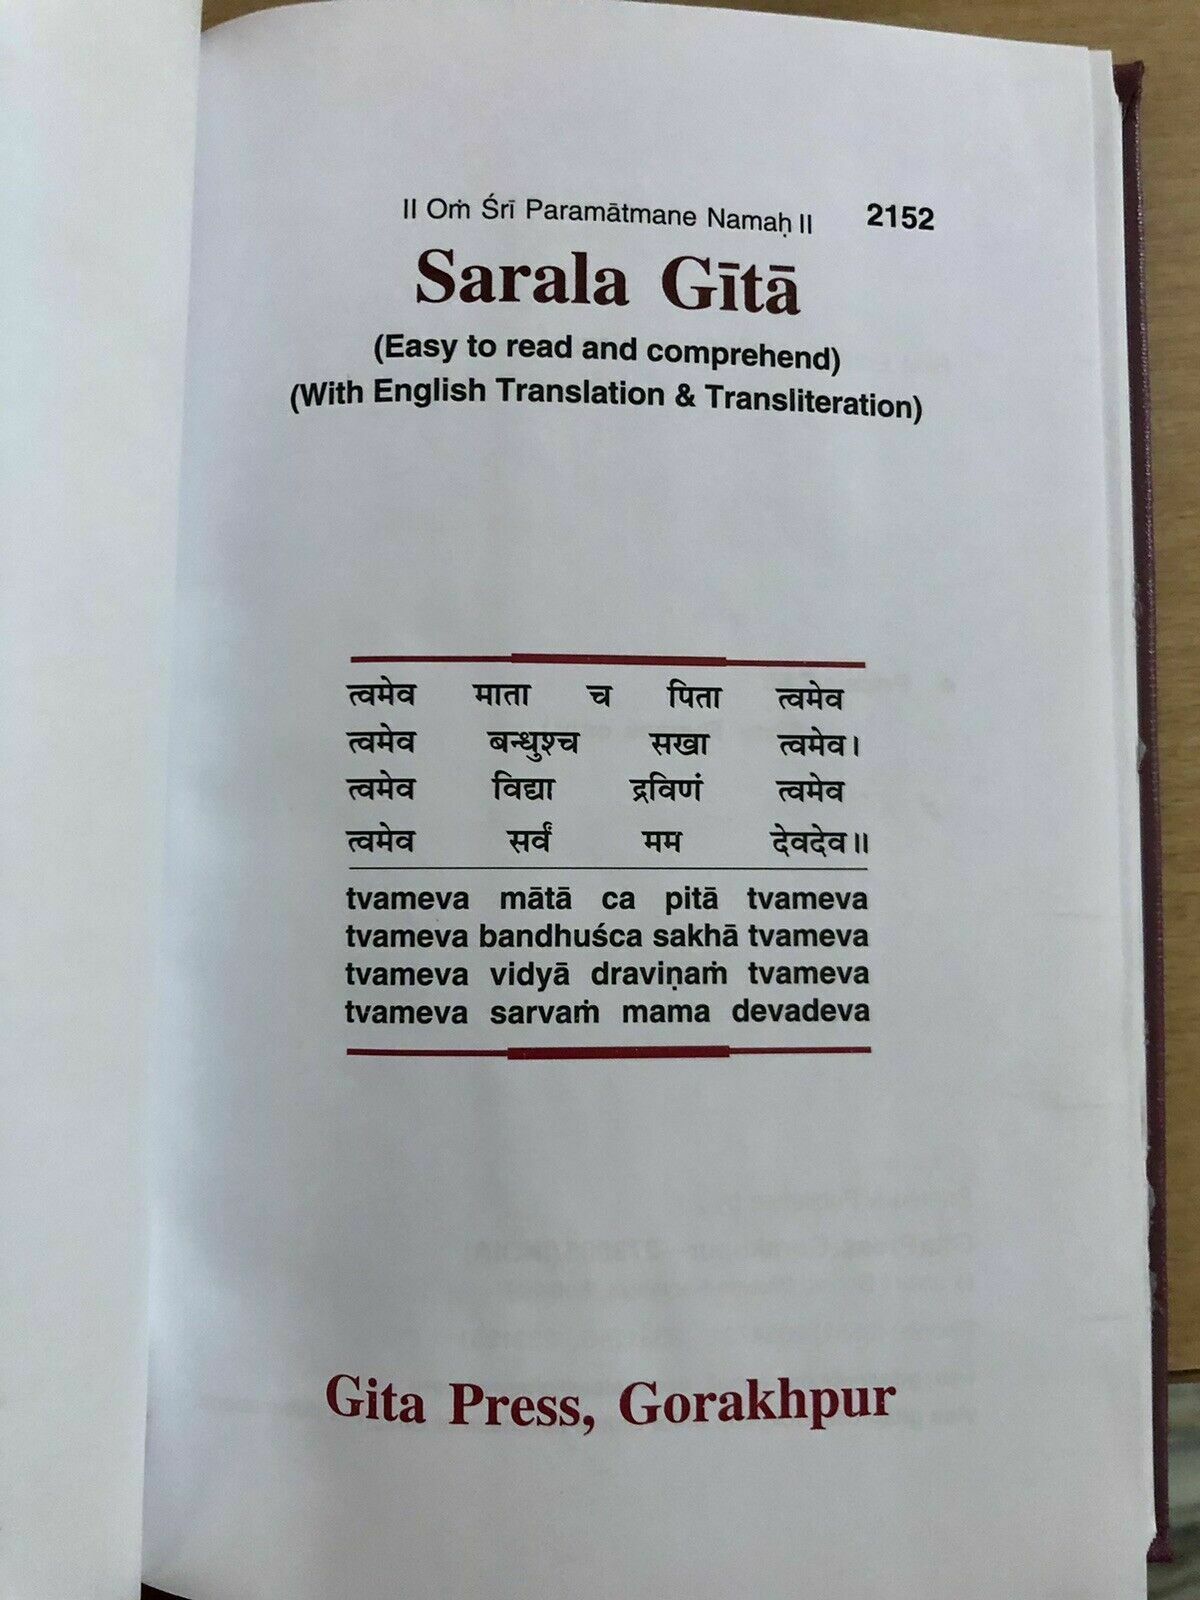 ॥ Oṁ Śrī Paramātmane Namaḥ ॥ 2152
Sarala Gītā
(Easy to read and comprehend)
(With English Translation & Transliteration)
त्वमेव माता च पिता त्वमेव
त्वमेव बन्धुश्च सखा त्वमेव।
त्वमेव विद्या द्रविणं त्वमेव
त्वमेव सर्वं मम देवदेव॥
tvameva mātā ca pitā tvameva
tvameva bandhuśca sakhā tvameva
tvameva vidyā draviṇaṁ tvameva
tvameva sarvaṁ mama devadeva
Gita Press, Gorakhpur